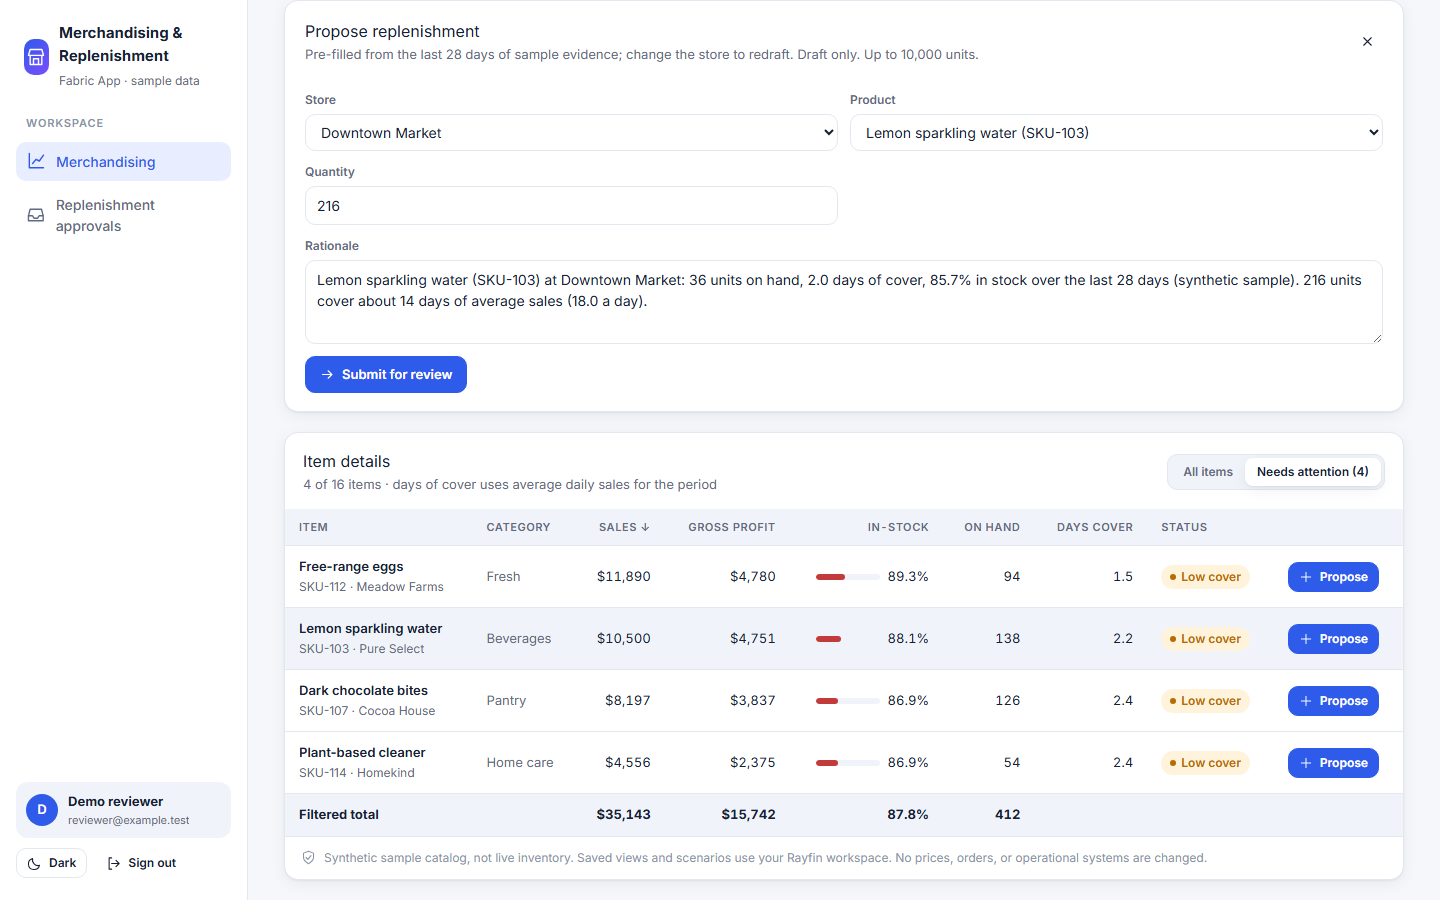 Merchandising &
Replenishment
Fabric App · sample data
WORKSPACE
Merchandising
Replenishment
approvals
Demo reviewer
D
reviewer@example.test
Dark
Sign out
Propose replenishment
Pre-filled from the last 28 days of sample evidence; change the store to redraft. Draft only. Up to 10,000 units.
Store
Product
Downtown Market
Lemon sparkling water (SKU-103)
Quantity
216
Rationale
Lemon sparkling water (SKU-103) at Downtown Market: 36 units on hand, 2.0 days of cover, 85.7% in stock over the last 28 days (synthetic sample). 216 units
cover about 14 days of average sales (18.0 a day).
Submit for review
Item details
4 of 16 items · days of cover uses average daily sales for the period
All items
Needs attention (4)
ITEM CATEGORY SALES ↓ GROSS PROFIT IN-STOCK ON HAND DAYS COVER STATUS
Free-range eggs
SKU-112 · Meadow Farms
Fresh $11,890 $4,780 89.3% 94 1.5 Low cover Propose
Lemon sparkling water
SKU-103 · Pure Select
Beverages $10,500 $4,751 88.1% 138 2.2 Low cover Propose
Dark chocolate bites
SKU-107 · Cocoa House
Pantry $8,197 $3,837 86.9% 126 2.4 Low cover Propose
Plant-based cleaner
SKU-114 · Homekind
Home care $4,556 $2,375 86.9% 54 2.4 Low cover Propose
Filtered total $35,143 $15,742 87.8% 412
Synthetic sample catalog, not live inventory. Saved views and scenarios use your Rayfin workspace. No prices, orders, or operational systems are changed.